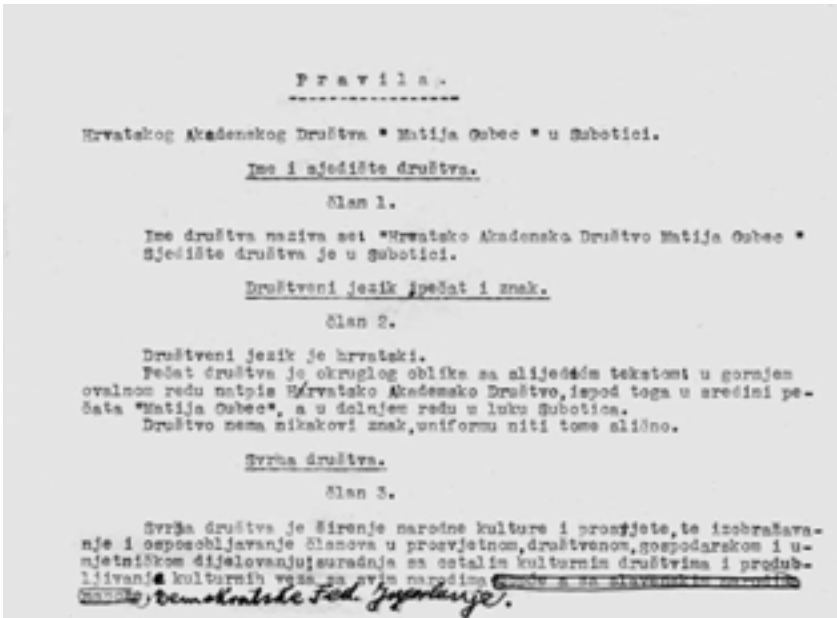 Pravila.
Hrvatskog Akademskog Društva " Matija Gubec " u Subotici.
Ime i sjedište društva.
član 1.
Ime društva naziva se: "Hrvatsko Akademsko Društvo Matija Gubec "
Sjedište društva je u Subotici.
Društveni jezik pečat i znak.
član 2.
Društveni jezik je hrvatski.
Pečat društva je okruglog oblika sa slijedećim tekstom: u gornjem
ovalnom redu natpis Hrvatsko Akademsko Društvo, ispod toga u sredini pe-
čata "Matija Gubec", a u dolnjem redu u luku Subotica.
Društvo nema nikakovi znak, uniformu niti tome slično.
Svrha društva.
član 3.
Svrha društva je širenje narodne kulture i prosvjete, te izobražava-
nje i osposobljavanje članova u prosvjetnom, društvenom, gospodarskom i u-
mjetničkom dijelovanju; suradnja sa ostalim kulturnim društvima i produb-
ljivanje kulturnih veza sa svim narodima a sa slavenskim
Demokratske Fed. Jugoslavije.